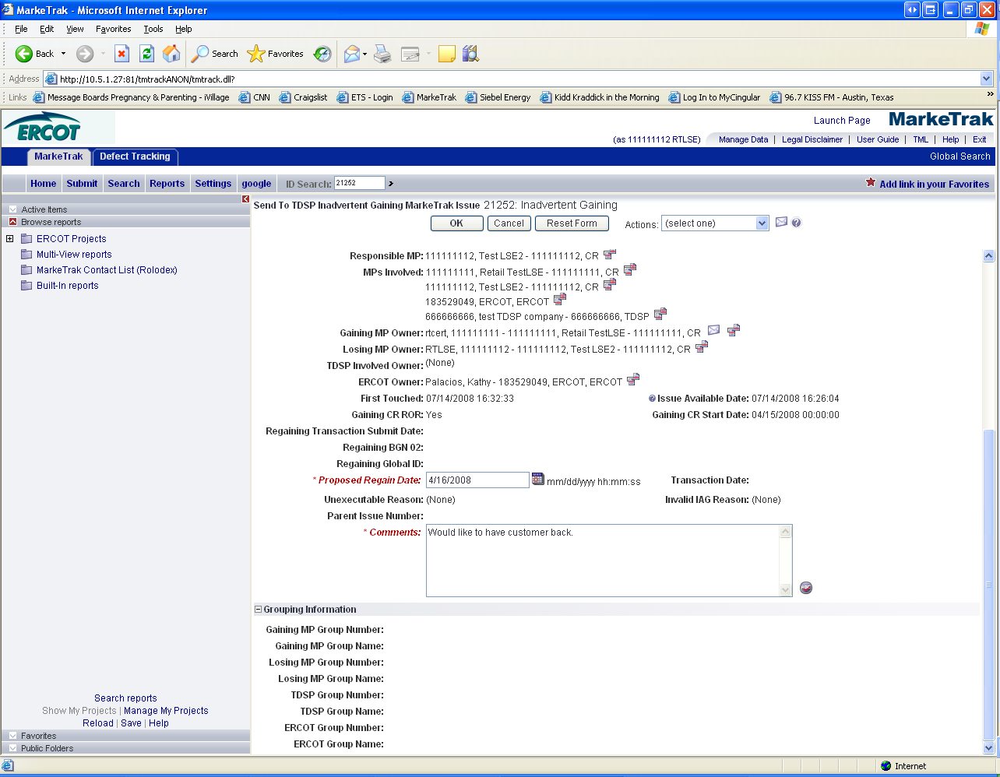 MarkeTrak - Microsoft Internet Explorer
File Edit View Favorites Tools Help
Back Search Favorites
Address http://10.5.1.27:81/tmtrackANON/tmtrack.dll?
Links Message Boards Pregnancy & Parenting - iVillage CNN Craigslist ETS - Login MarkeTrak Siebel Energy Kidd Kraddick in the Morning Log In to MyCingular 96.7 KISS FM - Austin, Texas »
ERCOT
Launch Page MarkeTrak
(as 111111112 RTLSE) Manage Data | Legal Disclaimer | User Guide | TML | Help | Exit
MarkeTrak Defect Tracking Global Search
Home Submit Search Reports Settings google ID Search: 21252 Add link in your Favorites
Active Items
Browse reports
ERCOT Projects
Multi-View reports
MarkeTrak Contact List (Rolodex)
Built-In reports
Search reports
Show My Projects | Manage My Projects
Reload | Save | Help
Favorites
Public Folders
Send To TDSP Inadvertent Gaining MarkeTrak Issue 21252: Inadvertent Gaining
OK Cancel Reset Form Actions: (select one)
Responsible MP: 111111112, Test LSE2 - 111111112, CR
MPs Involved: 111111111, Retail TestLSE - 111111111, CR
111111112, Test LSE2 - 111111112, CR
183529049, ERCOT, ERCOT
666666666, test TDSP company - 666666666, TDSP
Gaining MP Owner: rtcert, 111111111 - 111111111, Retail TestLSE - 111111111, CR
Losing MP Owner: RTLSE, 111111112 - 111111112, Test LSE2 - 111111112, CR
TDSP Involved Owner: (None)
ERCOT Owner: Palacios, Kathy - 183529049, ERCOT, ERCOT
First Touched: 07/14/2008 16:32:33 Issue Available Date: 07/14/2008 16:26:04
Gaining CR ROR: Yes Gaining CR Start Date: 04/15/2008 00:00:00
Regaining Transaction Submit Date:
Regaining BGN 02:
Regaining Global ID:
* Proposed Regain Date: 4/16/2008 mm/dd/yyyy hh:mm:ss Transaction Date:
Unexecutable Reason: (None) Invalid IAG Reason: (None)
Parent Issue Number:
* Comments: Would like to have customer back.
ABC
Grouping Information
Gaining MP Group Number:
Gaining MP Group Name:
Losing MP Group Number:
Losing MP Group Name:
TDSP Group Number:
TDSP Group Name:
ERCOT Group Number:
ERCOT Group Name:
Internet